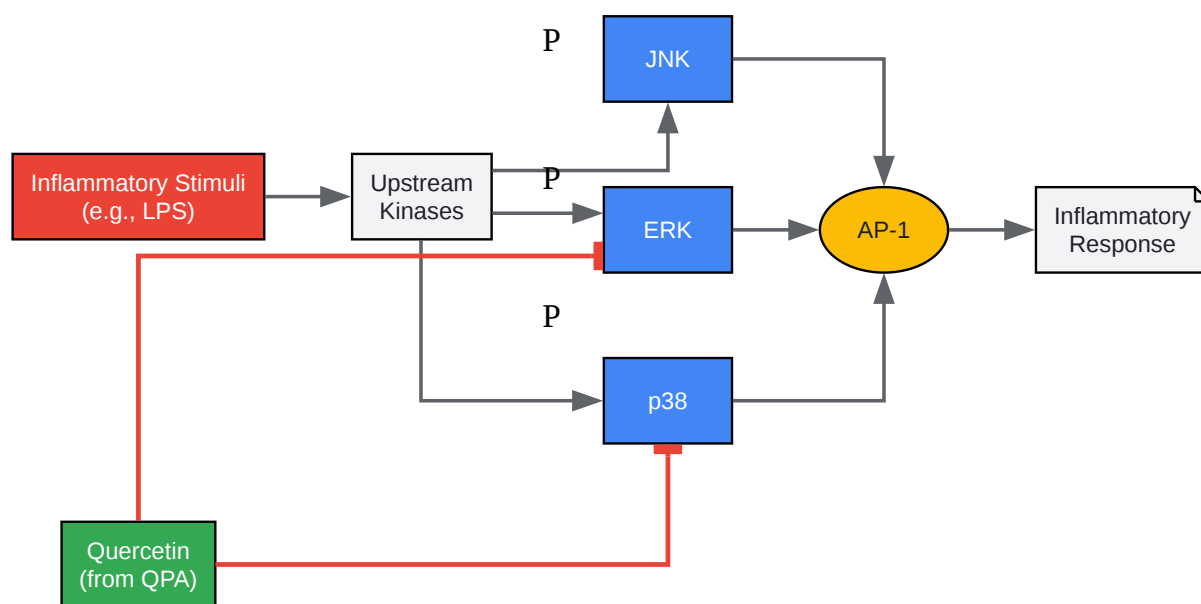 P
JNK
Inflammatory Stimuli
(e.g., LPS)
Upstream
Kinases
P
ERK
AP-1
Inflammatory
Response
P
p38
Quercetin
(from QPA)